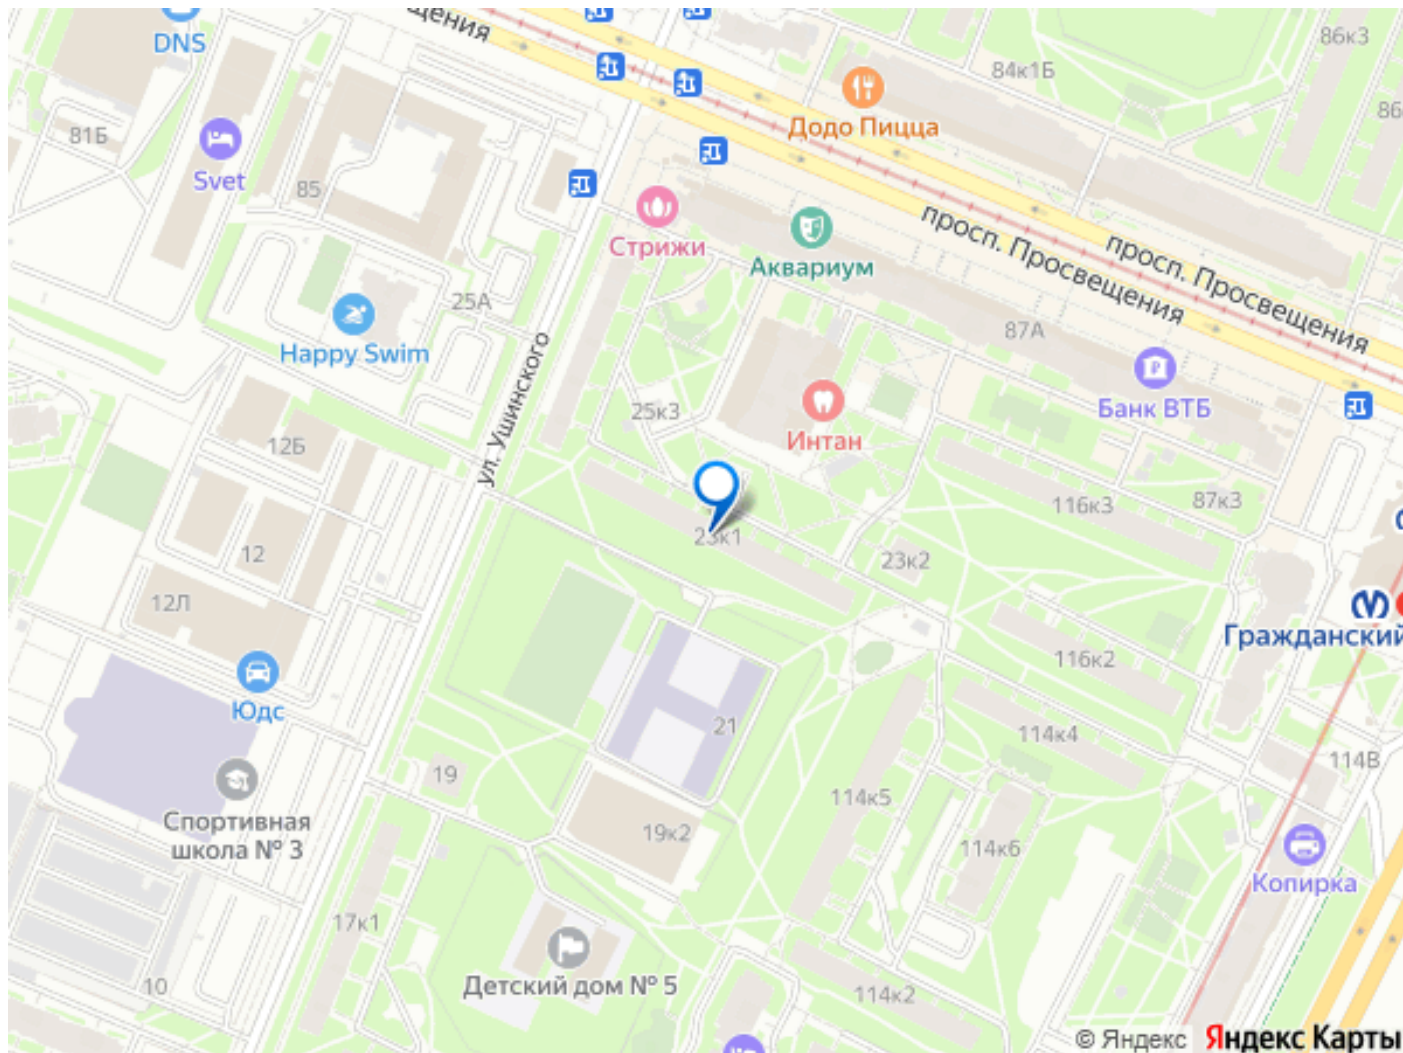 DNS
щения
86к3
84к1Б
Додо Пицца
81Б
Svet
85
Стрижи
Аквариум
просп. Просвещения
просп. Просвещения
25А
Happy Swim
87А
Банк ВТБ
ул. Ушинского
25к3
Интан
12Б
116к3
87к3
23к1
23к2
12
12Л
Гражданский
116к2
Юдс
21
114к4
114В
19
114к5
Спортивная
школа № 3
19к2
114к6
Копирка
17к1
Детский дом № 5
10
114к2
© Яндекс Яндекс Карты